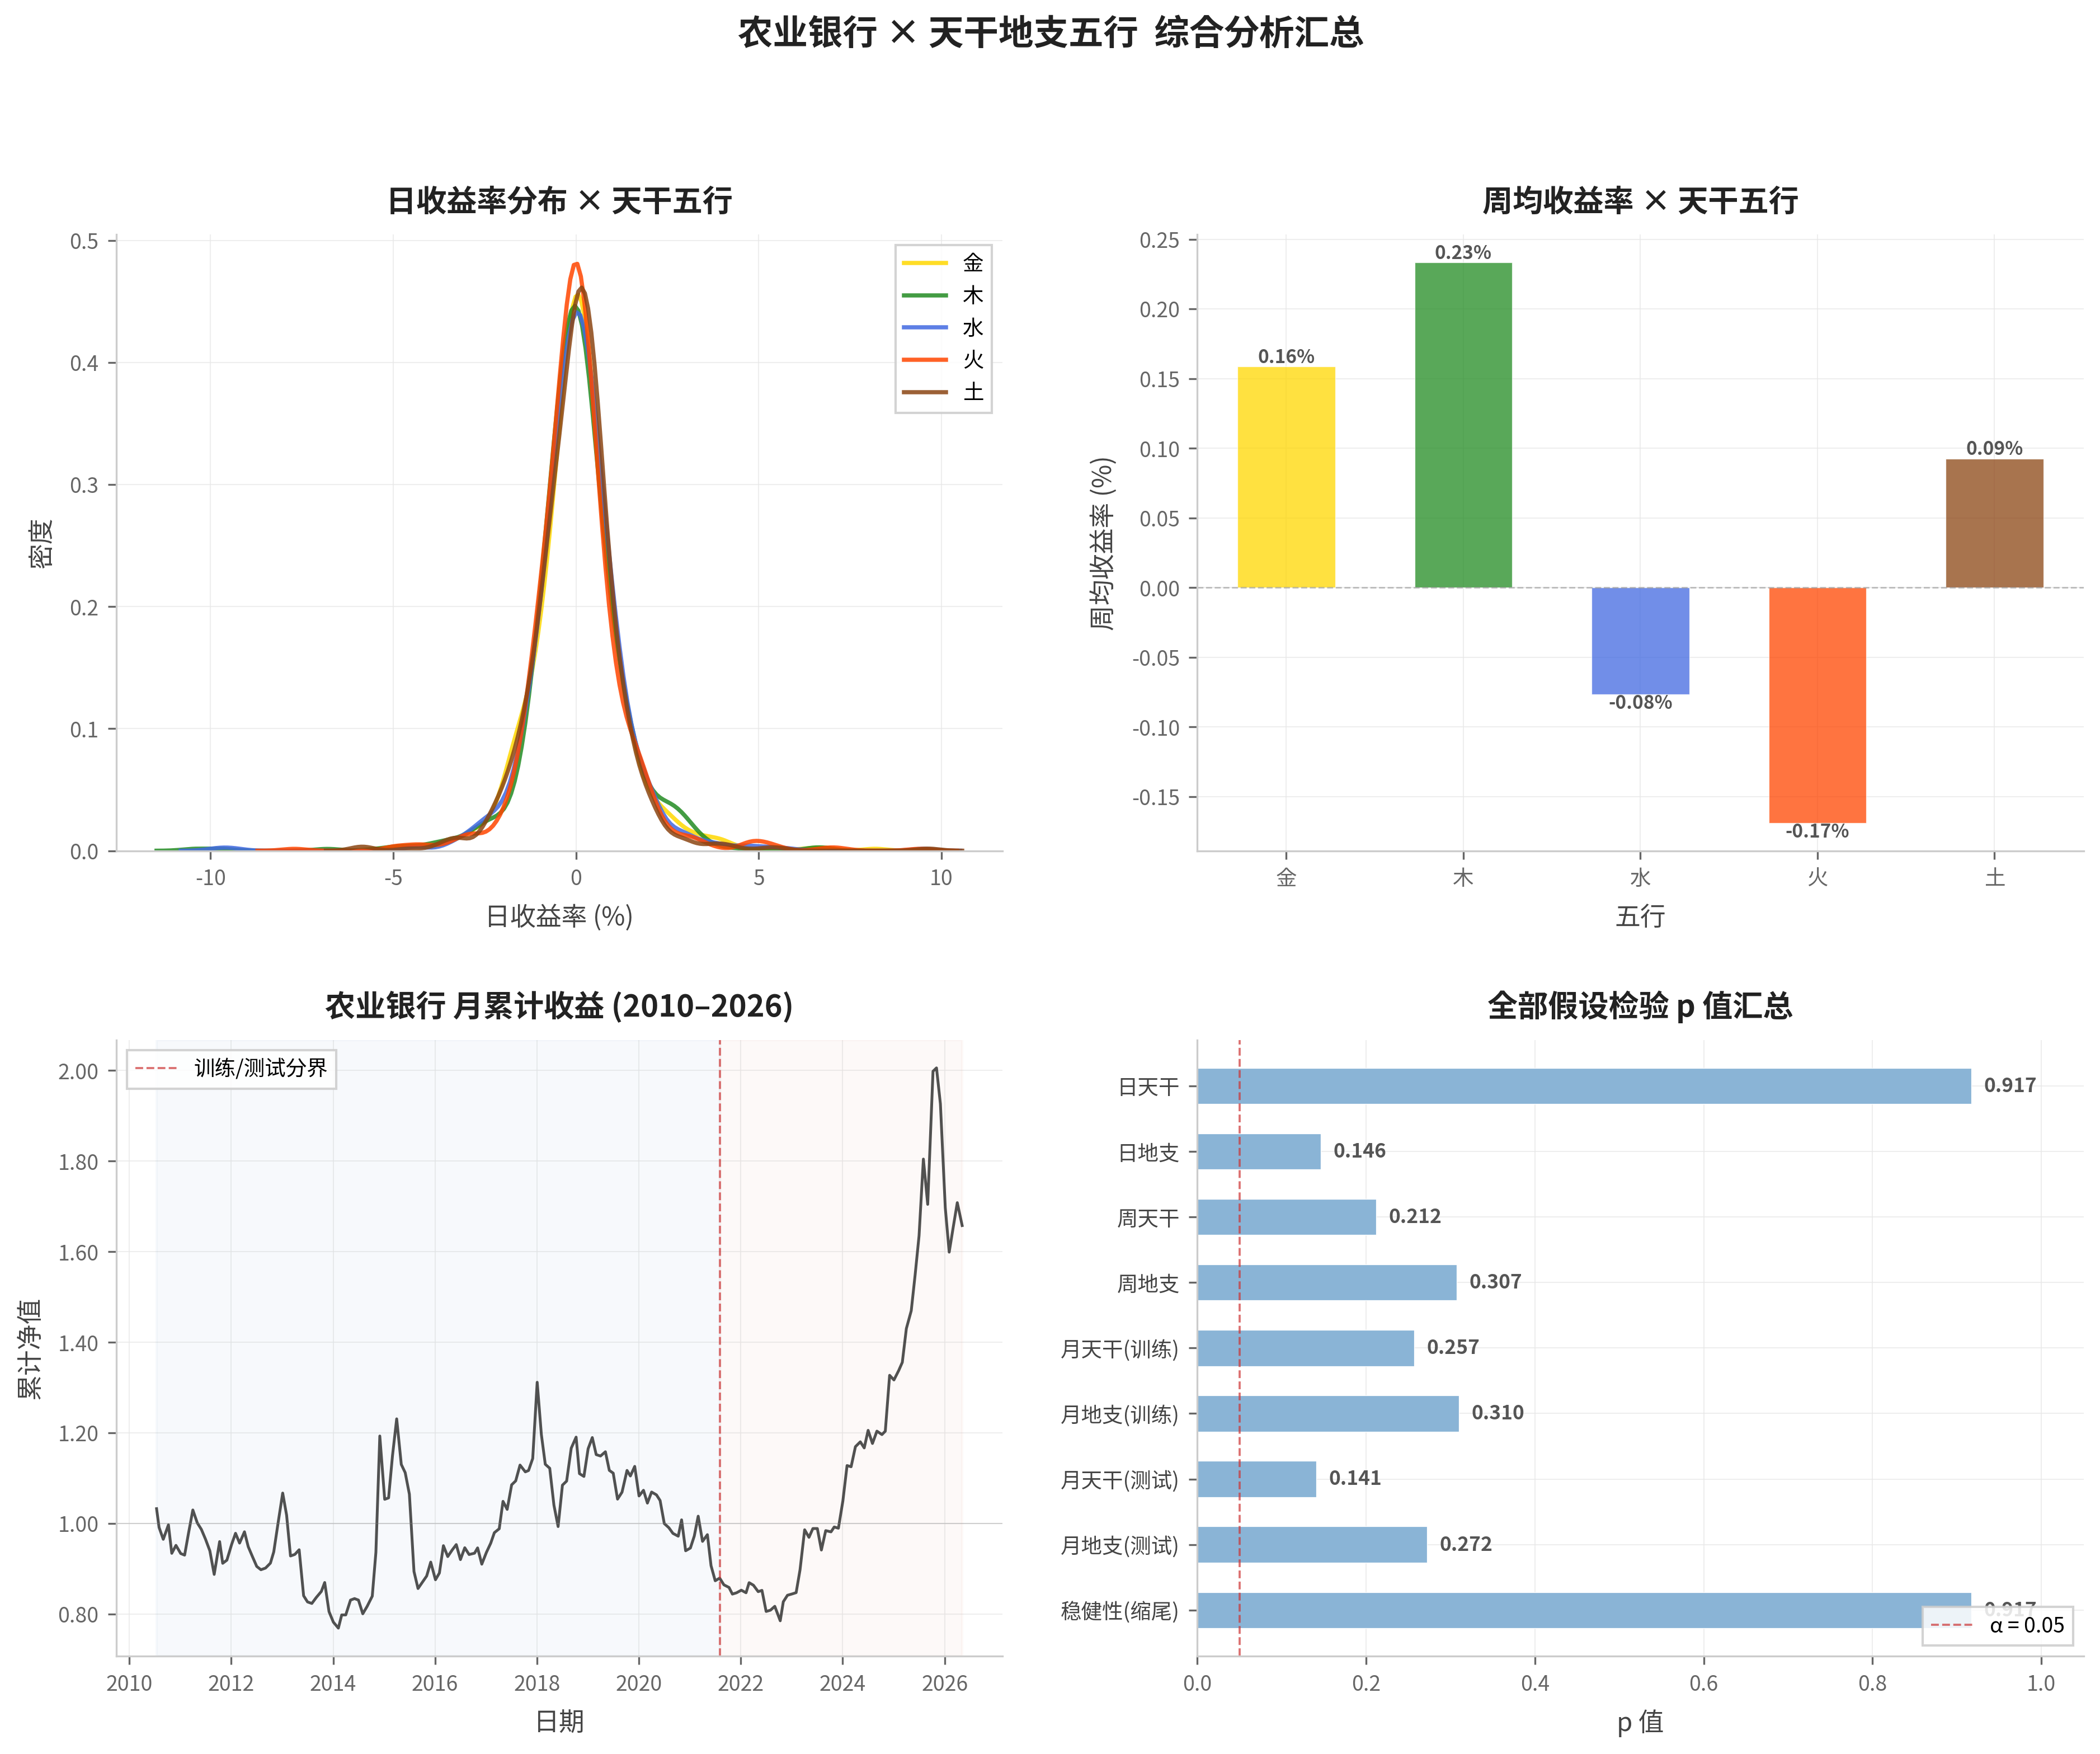 农业银行 × 天干地支五行 综合分析汇总
日收益率分布 × 天干五行
密度
0.5
0.4
0.3
0.2
0.1
0.0
金
木
水
火
土
-10
-5
0
5
10
日收益率 (%)
周均收益率 × 天干五行
周均收益率 (%)
0.25
0.20
0.15
0.10
0.05
0.00
-0.05
-0.10
-0.15
0.16%
0.23%
-0.08%
-0.17%
0.09%
金
木
水
火
土
五行
农业银行 月累计收益 (2010–2026)
累计净值
训练/测试分界
2.00
1.80
1.60
1.40
1.20
1.00
0.80
2010
2012
2014
2016
2018
2020
2022
2024
2026
日期
全部假设检验 p 值汇总
日天干
0.917
日地支
0.146
周天干
0.212
周地支
0.307
月天干(训练)
0.257
月地支(训练)
0.310
月天干(测试)
0.141
月地支(测试)
0.272
稳健性(缩尾)
0.917
α = 0.05
0.0
0.2
0.4
0.6
0.8
1.0
p 值